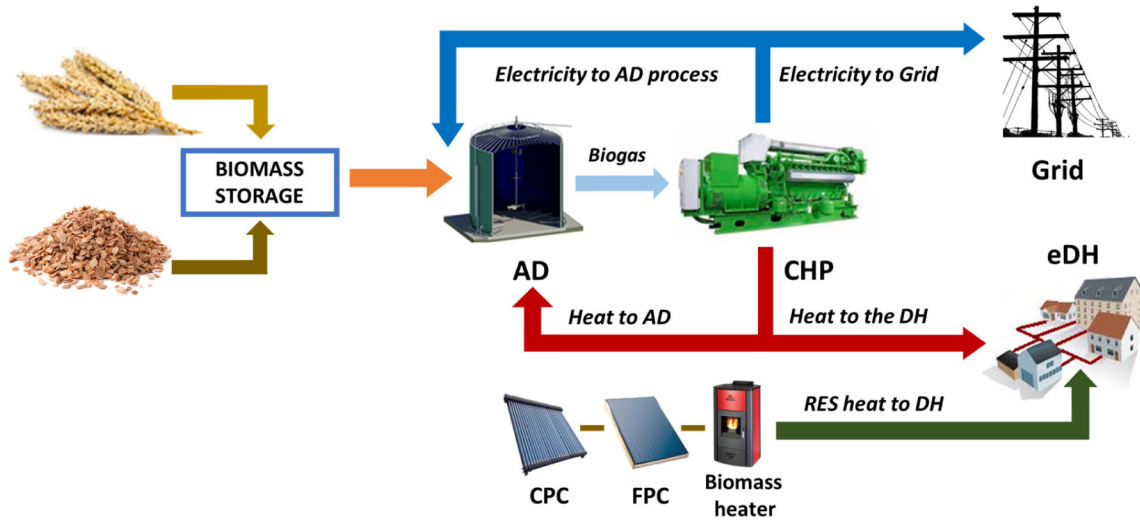 Electricity to AD process
Electricity to Grid
BIOMASS
STORAGE
Biogas
Grid
AD
CHP
eDH
Heat to AD
Heat to the DH
RES heat to DH
CPC
FPC
Biomass
heater